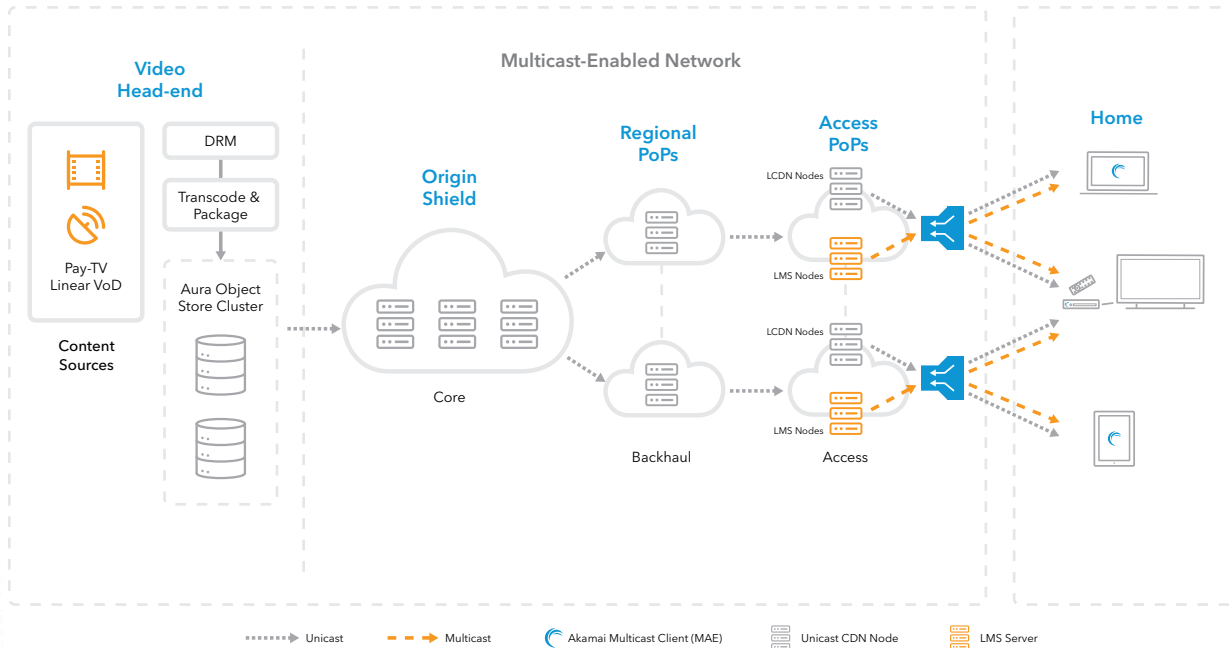 Multicast-Enabled Network
Video
Head-end
DRM
Transcode &
Package
Pay-TV
Linear VoD
Content
Sources
Aura Object
Store Cluster
Origin
Shield
Core
Regional
PoPs
Backhaul
Access
PoPs
LCDN Nodes
LMS Nodes
LCDN Nodes
LMS Nodes
Access
Home
Unicast
Multicast
Akamai Multicast Client (MAE)
Unicast CDN Node
LMS Server